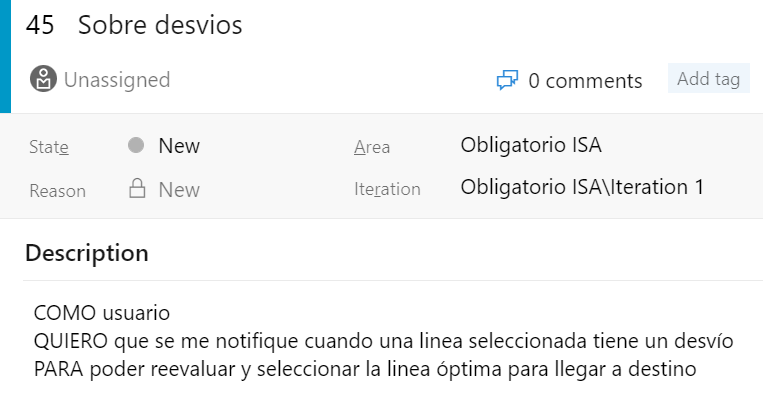 45 Sobre desvios
Unassigned
0 comments
Add tag
State New
Area Obligatorio ISA
Reason New
Iteration Obligatorio ISA\Iteration 1
Description
COMO usuario
QUIERO que se me notifique cuando una linea seleccionada tiene un desvío
PARA poder reevaluar y seleccionar la linea óptima para llegar a destino